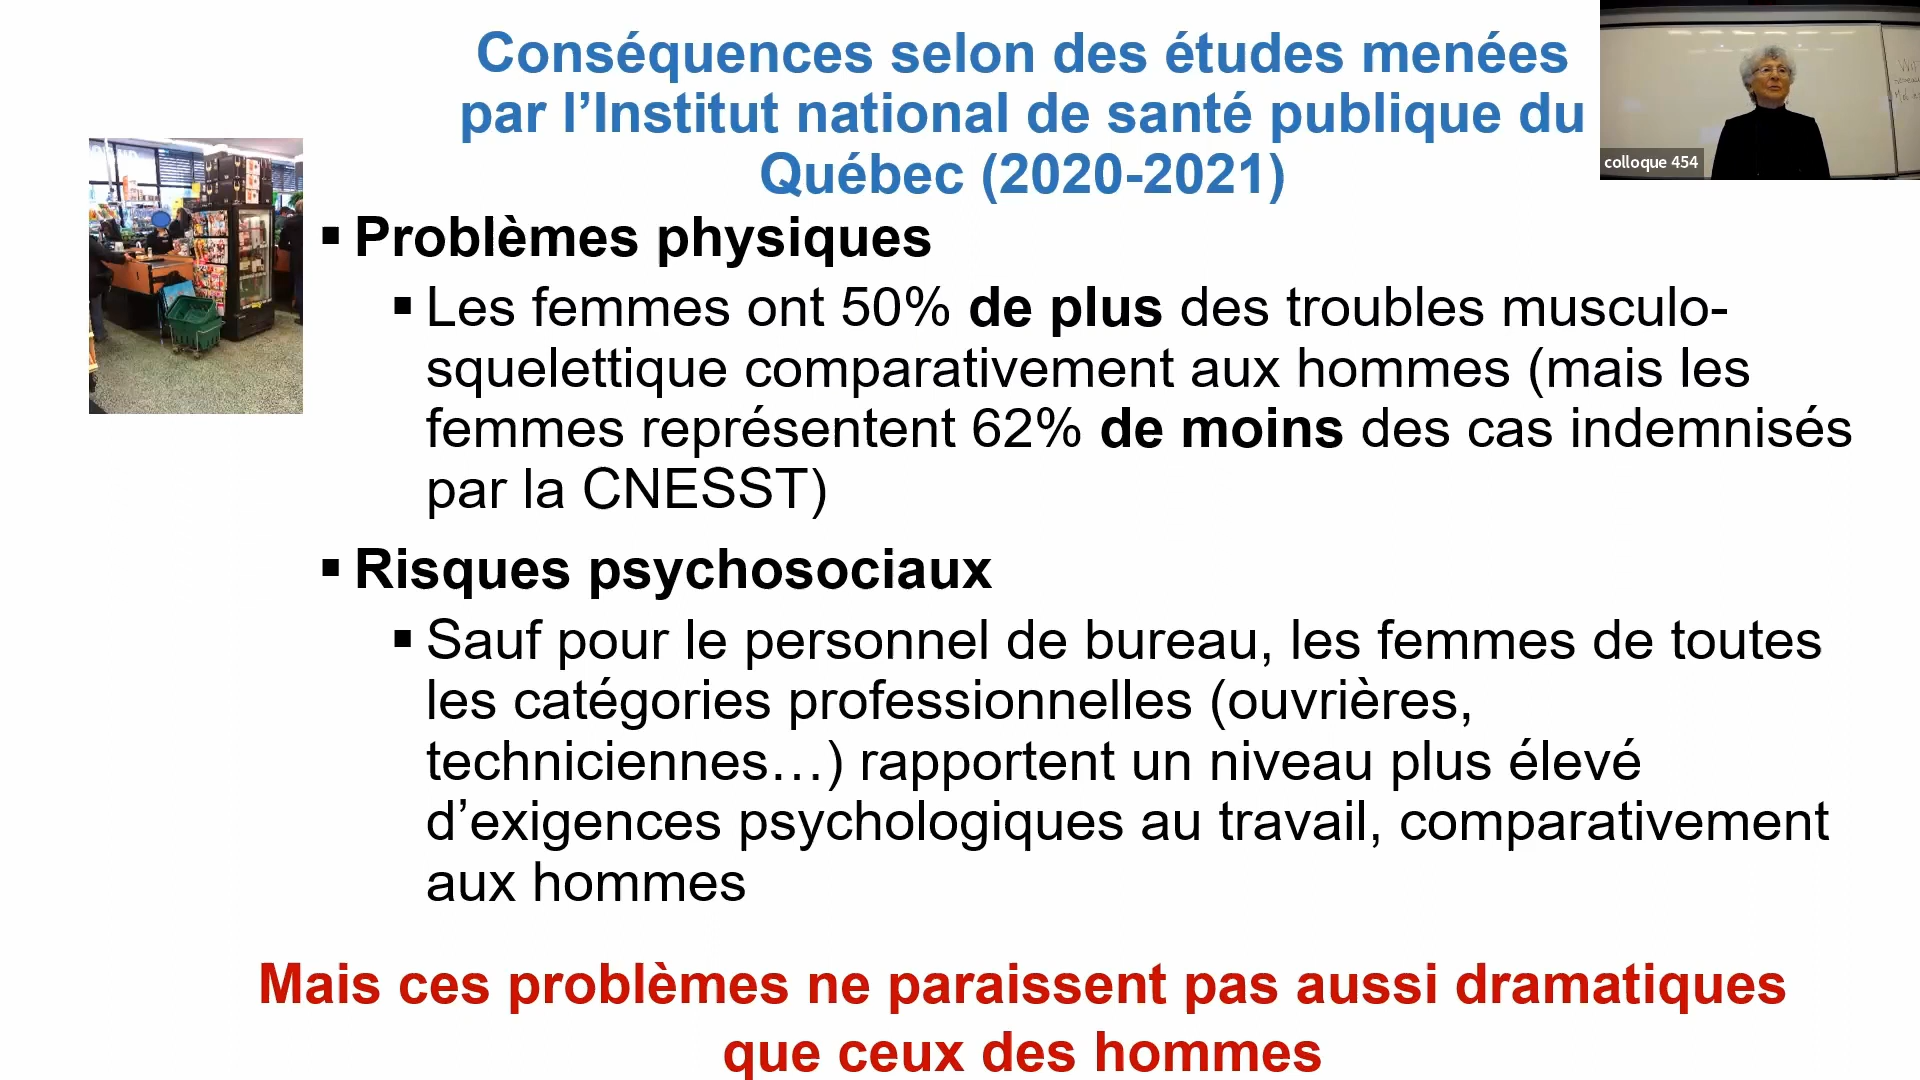 Conséquences selon des études menées
par l’Institut national de santé publique du
Québec (2020-2021)
colloque 454
▪ Problèmes physiques
▪ Les femmes ont 50% de plus des troubles musculo-
squelettique comparativement aux hommes (mais les
femmes représentent 62% de moins des cas indemnisés
par la CNESST)
▪ Risques psychosociaux
▪ Sauf pour le personnel de bureau, les femmes de toutes
les catégories professionnelles (ouvrières,
techniciennes…) rapportent un niveau plus élevé
d’exigences psychologiques au travail, comparativement
aux hommes
Mais ces problèmes ne paraissent pas aussi dramatiques
que ceux des hommes